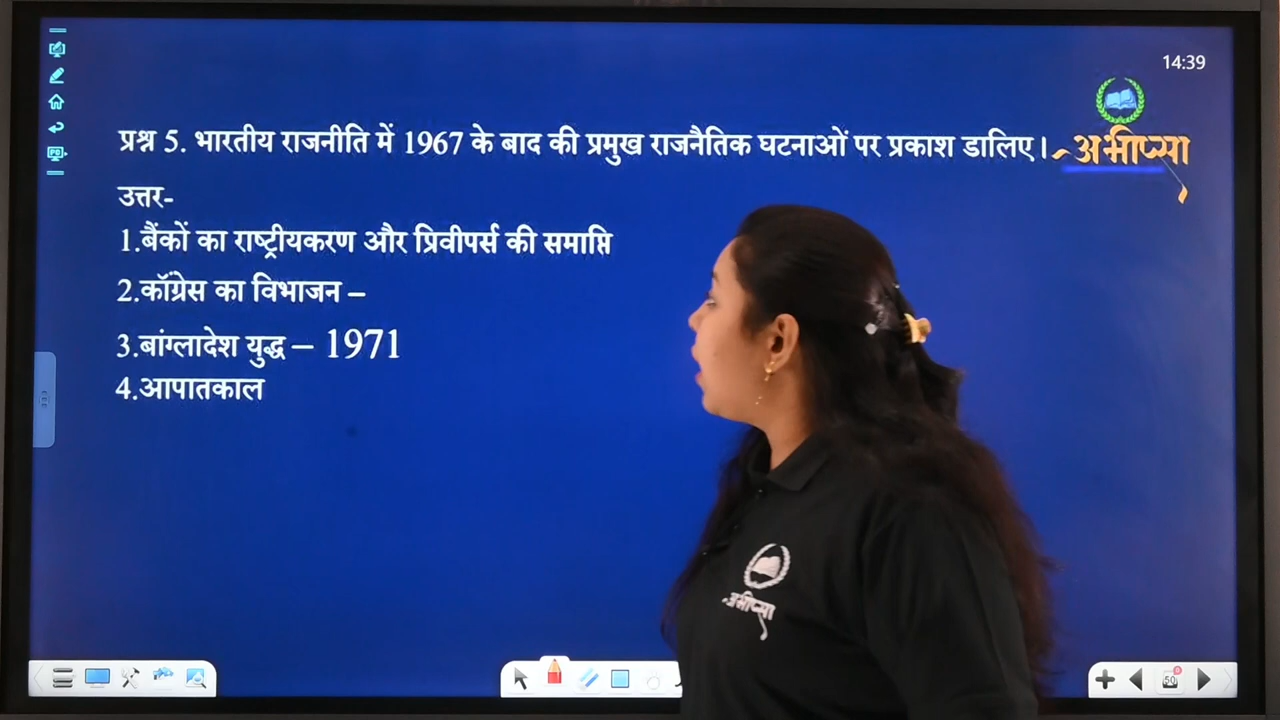 14:39
प्रश्न 5. भारतीय राजनीति में 1967 के बाद की प्रमुख राजनैतिक घटनाओं पर प्रकाश डालिए।
अभीप्सा
उत्तर-
1.बैंकों का राष्ट्रीयकरण और प्रिवीपर्स की समाप्ति
2.कॉंग्रेस का विभाजन –
3.बांग्लादेश युद्ध – 1971
4.आपातकाल
अभीप्सा
50